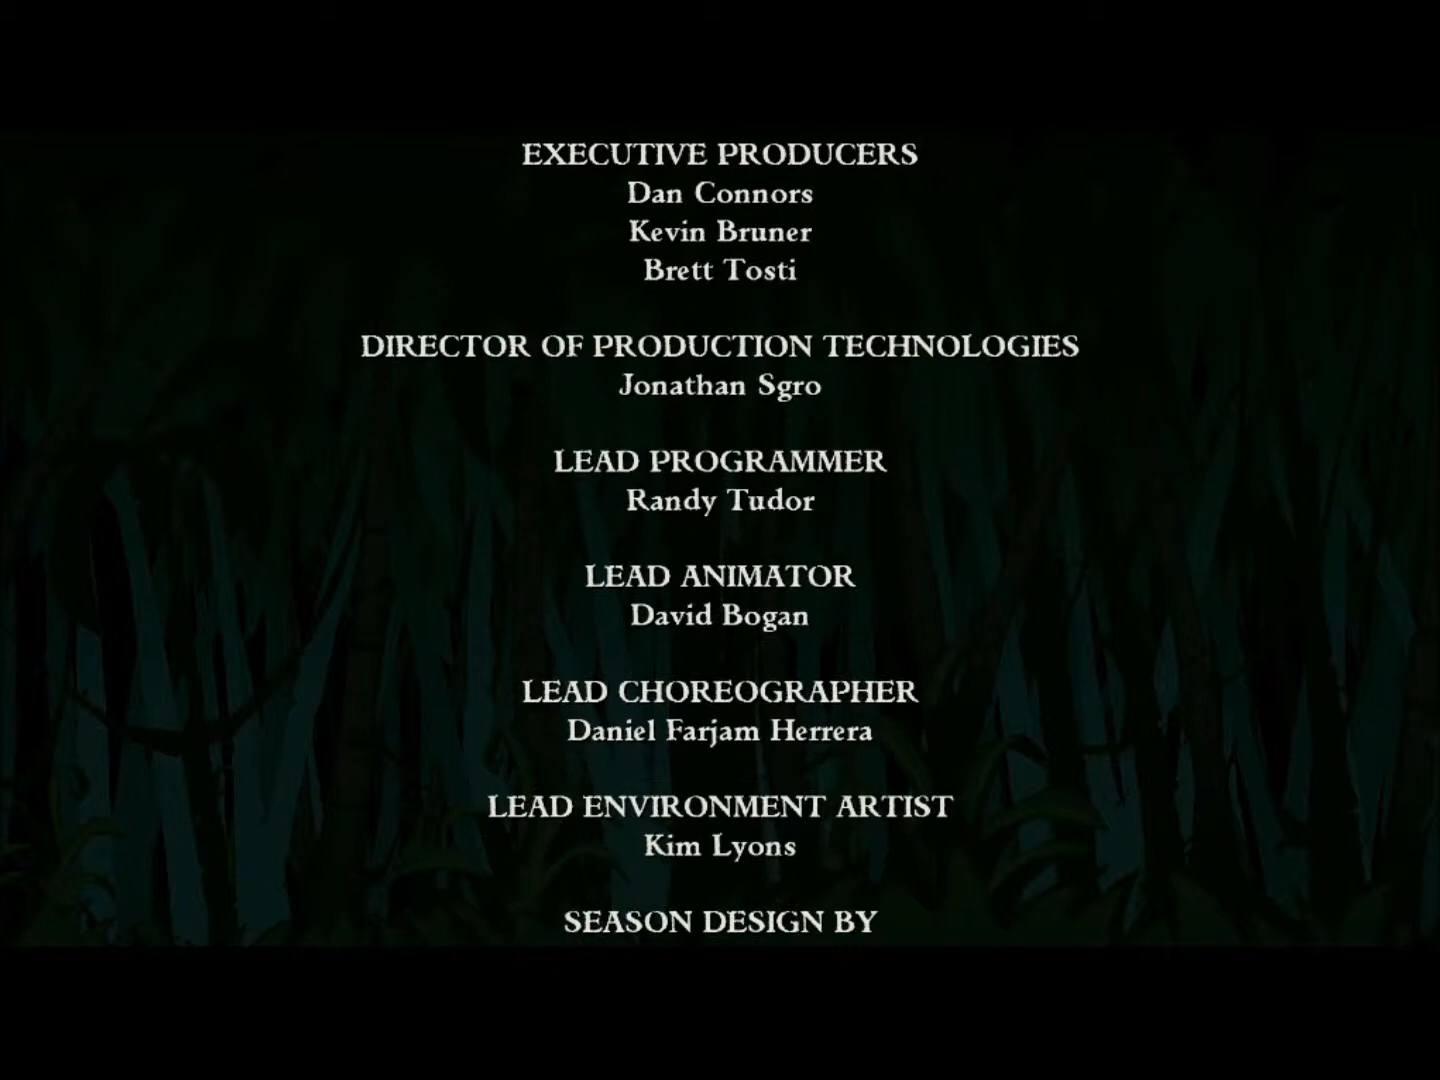 EXECUTIVE PRODUCERS
Dan Connors
Kevin Bruner
Brett Tosti
DIRECTOR OF PRODUCTION TECHNOLOGIES
Jonathan Sgro
LEAD PROGRAMMER
Randy Tudor
LEAD ANIMATOR
David Bogan
LEAD CHOREOGRAPHER
Daniel Farjam Herrera
LEAD ENVIRONMENT ARTIST
Kim Lyons
SEASON DESIGN BY